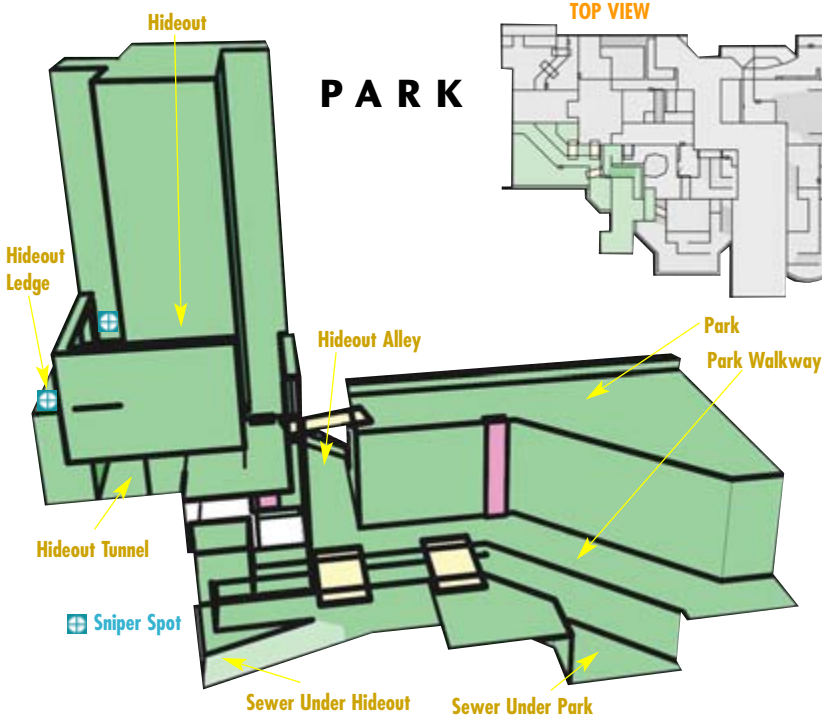 Hideout
TOP VIEW
PARK
Hideout
Ledge
Hideout Alley
Park
Park Walkway
Hideout Tunnel
Sniper Spot
Sewer Under Hideout
Sewer Under Park